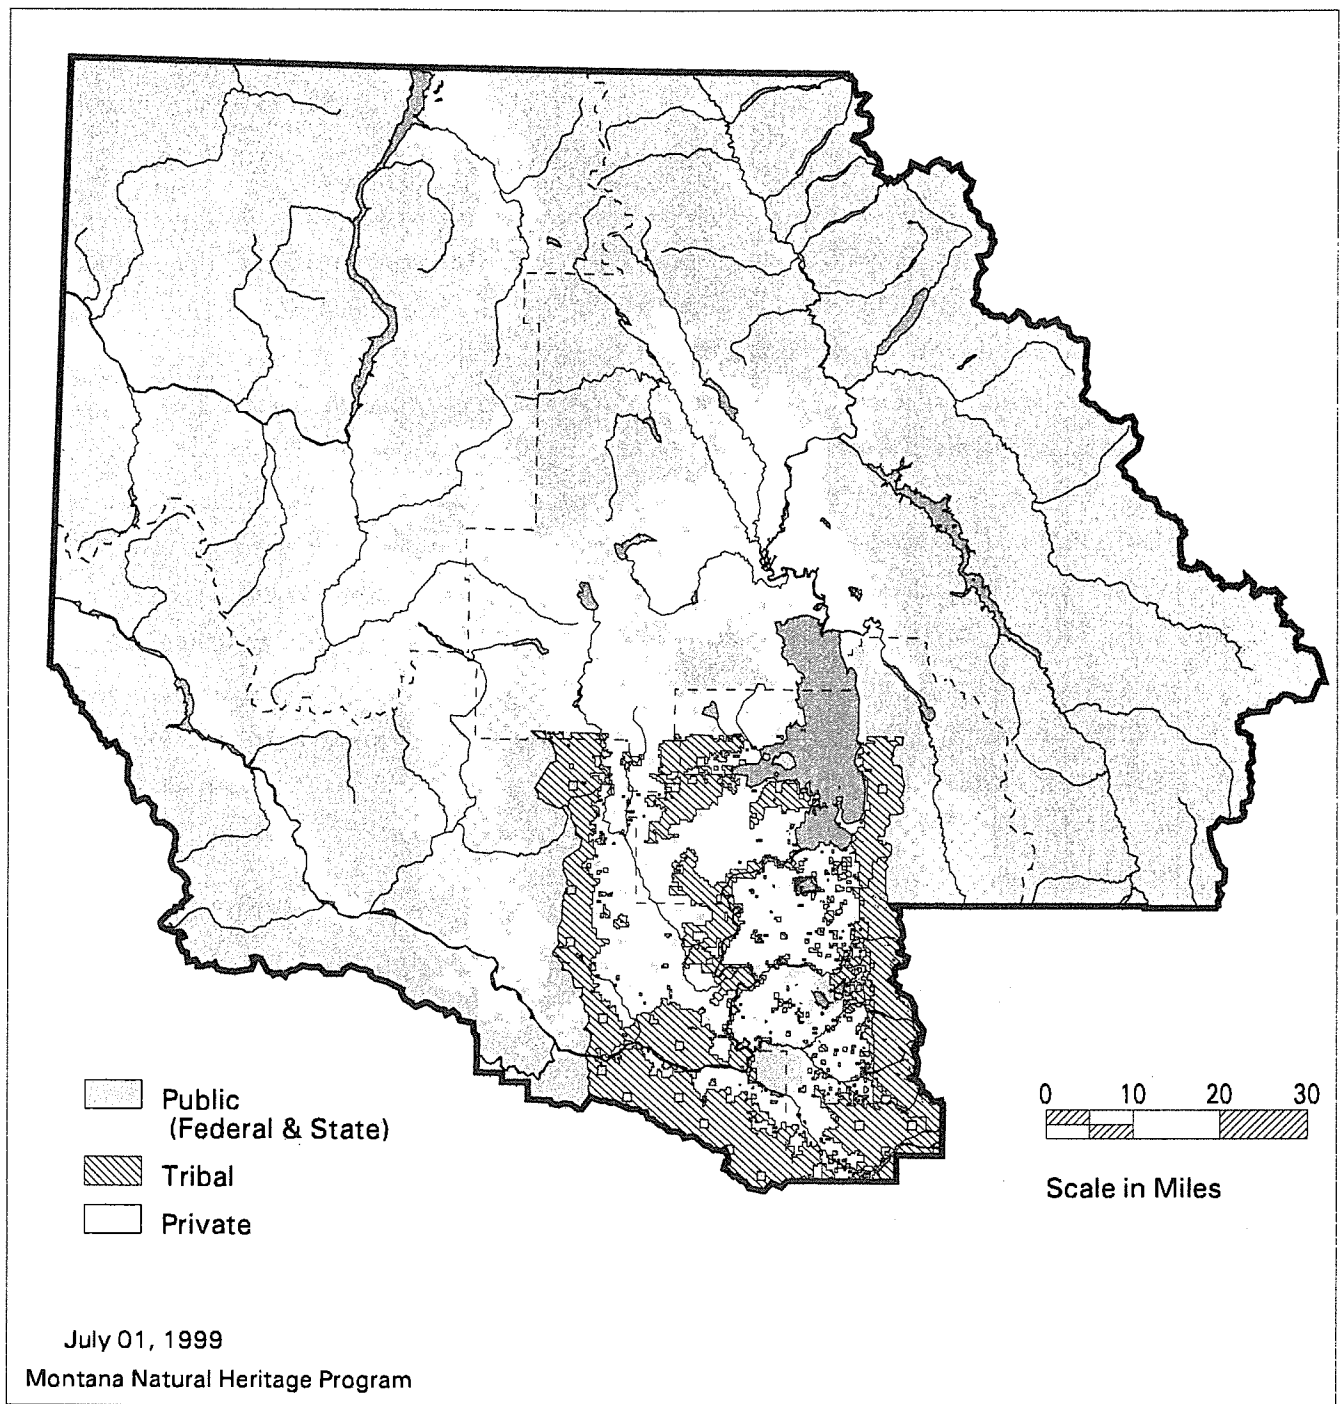 Public
(Federal & State)
Tribal
Private
0 10 20 30
Scale in Miles
July 01, 1999
Montana Natural Heritage Program